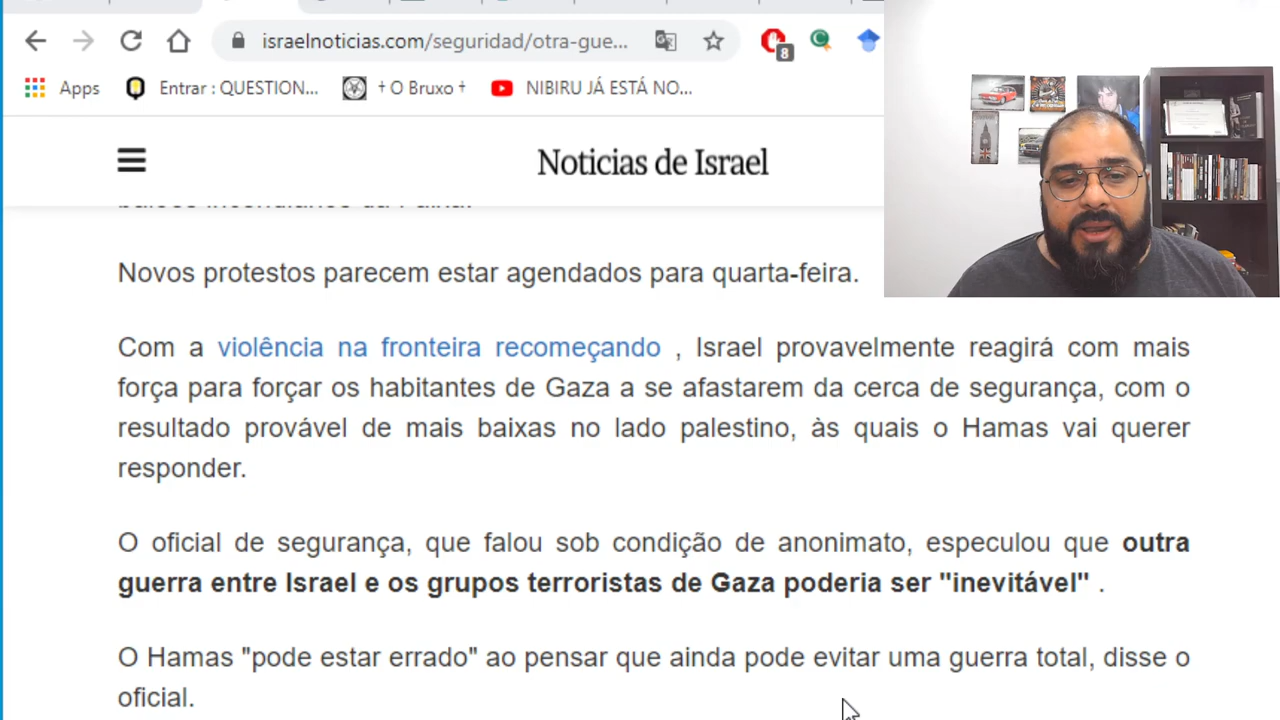 israelnoticias.com/seguridad/otra-gue...
8
Apps
Entrar : QUESTION...
† O Bruxo †
NIBIRU JÁ ESTÁ NO...
Noticias de Israel
Novos protestos parecem estar agendados para quarta-feira.
Com a violência na fronteira recomeçando , Israel provavelmente reagirá com mais
força para forçar os habitantes de Gaza a se afastarem da cerca de segurança, com o
resultado provável de mais baixas no lado palestino, às quais o Hamas vai querer
responder.
O oficial de segurança, que falou sob condição de anonimato, especulou que outra
guerra entre Israel e os grupos terroristas de Gaza poderia ser "inevitável" .
O Hamas "pode estar errado" ao pensar que ainda pode evitar uma guerra total, disse o
oficial.